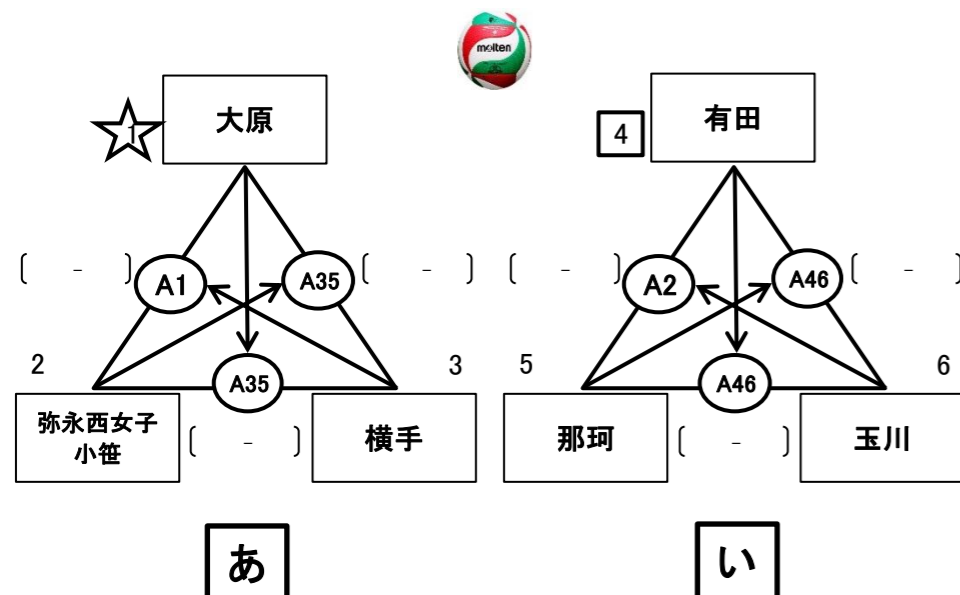 molten
1
大原
4
有田
( - )
A1
A35
( - )
( - )
A2
A46
( - )
2
A35
3
5
A46
6
弥永西女子
小笹
( - )
横手
那珂
( - )
玉川
あ
い